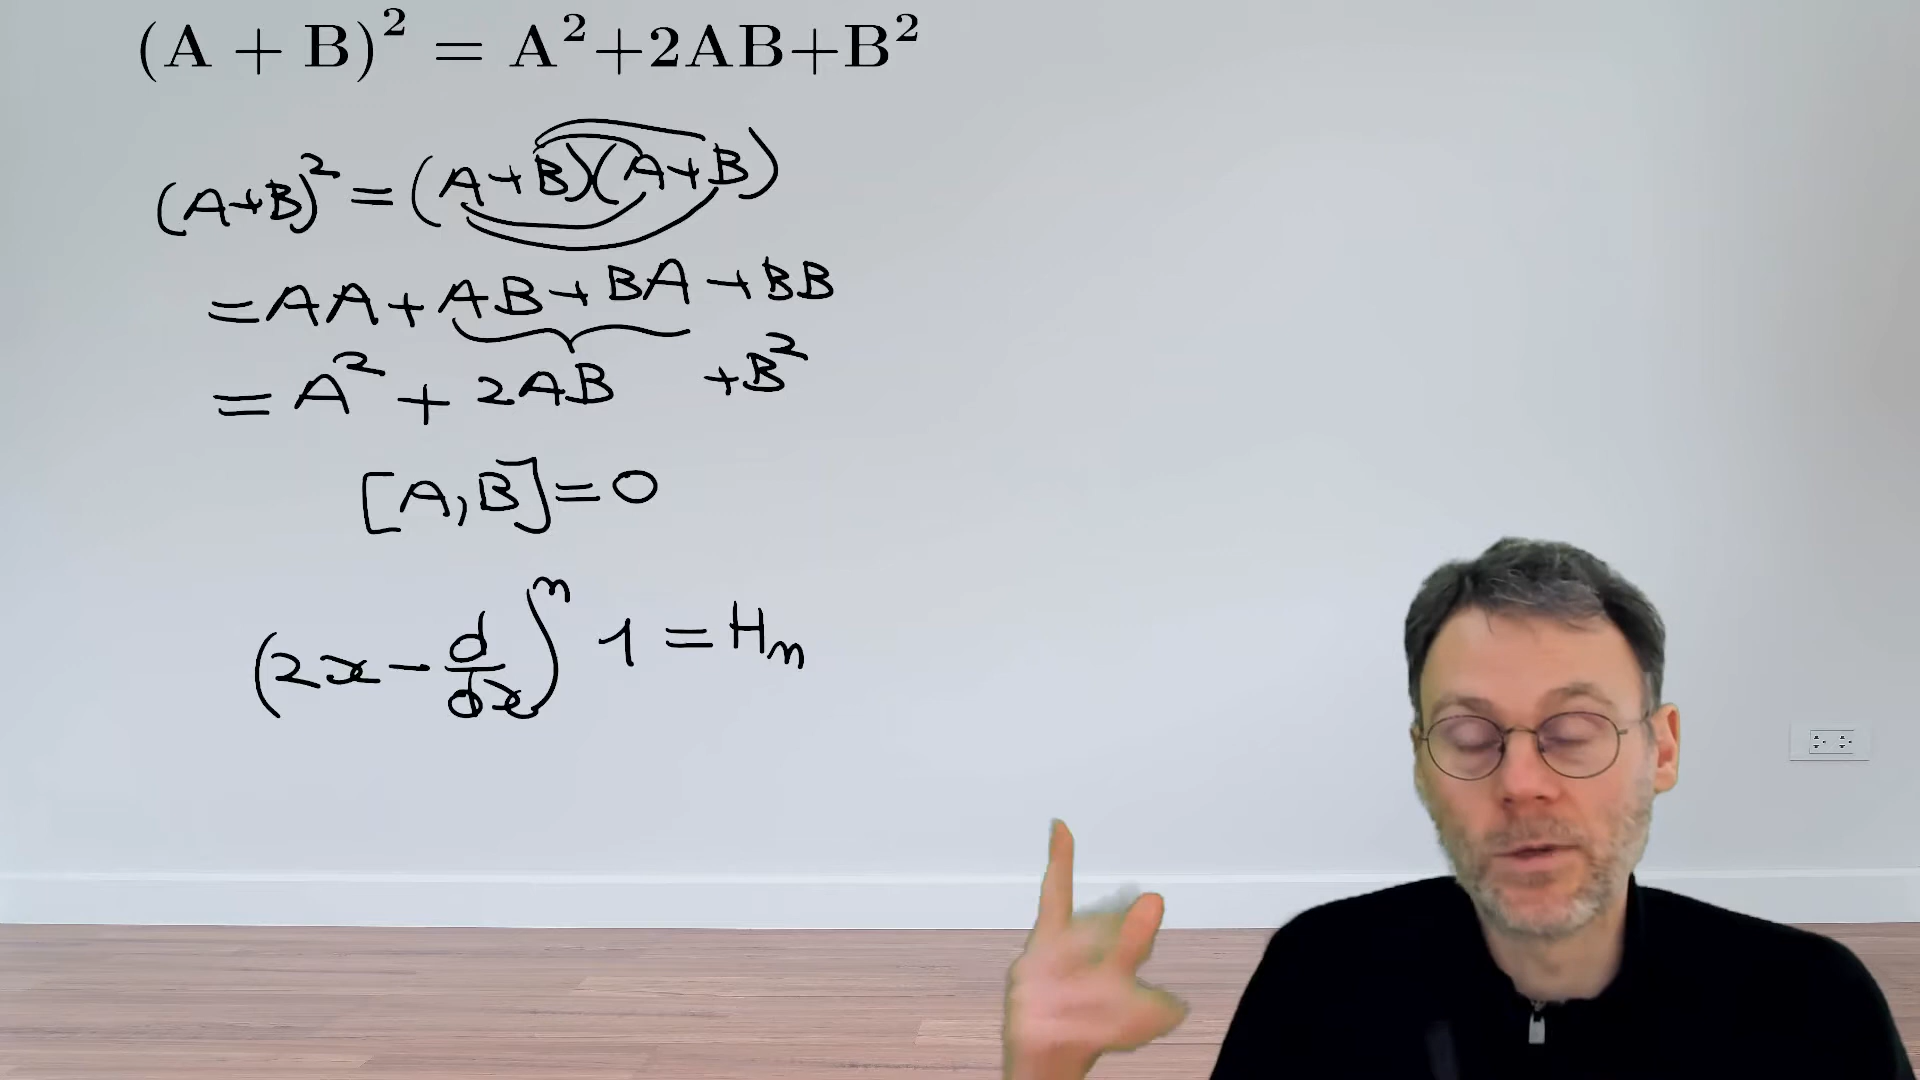 (A + B)² = A²+2AB+B²
(A+B)² = (A+B)(A+B)
= AA + AB + BA + BB
= A² + 2AB + B²
[A,B] = 0
(2x - d/dx)ⁿ 1 = Hₙ